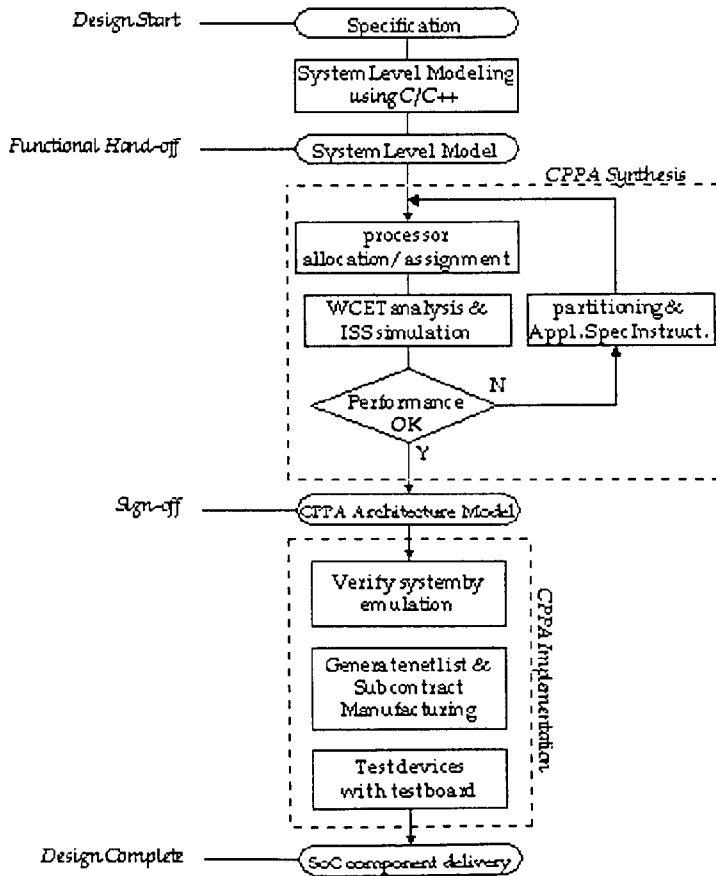 Design Start
Specification
System Level Modeling
using C/C++
Functional Hand-off
System Level Model
CPPA Synthesis
processor
allocation/assignment
WCET analysis &
ISS simulation
partitioning &
Appl.Spec Instruct.
Performance
OK
N
Y
Sign-off
CPPA Architecture Model
Verify system by
emulation
Generate netlist &
Subcontract
Manufacturing
Test devices
with testboard
CPPA Implementation
Design Complete
SoC component delivery